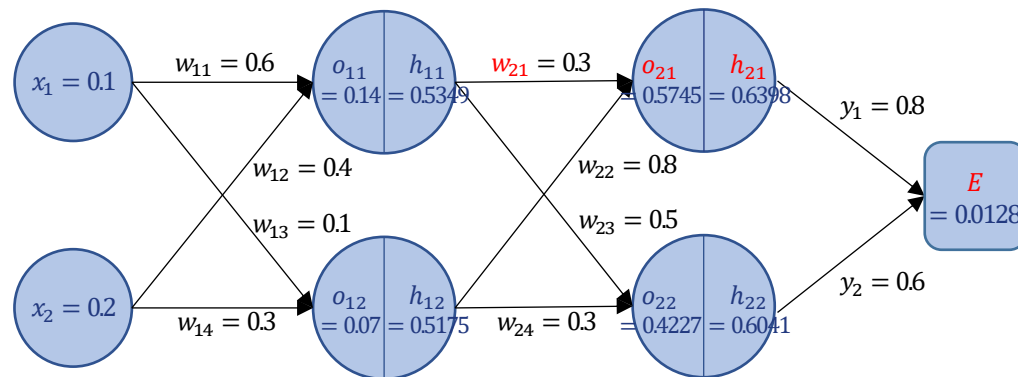 x₁ = 0.1
w₁₁ = 0.6
o₁₁
= 0.14
h₁₁
= 0.5349
w₂₁ = 0.3
o₂₁
= 0.5745
h₂₁
= 0.6398
y₁ = 0.8
w₁₂ = 0.4
w₂₂ = 0.8
E
= 0.0128
w₁₃ = 0.1
w₂₃ = 0.5
x₂ = 0.2
w₁₄ = 0.3
o₁₂
= 0.07
h₁₂
= 0.5175
w₂₄ = 0.3
o₂₂
= 0.4227
h₂₂
= 0.6041
y₂ = 0.6